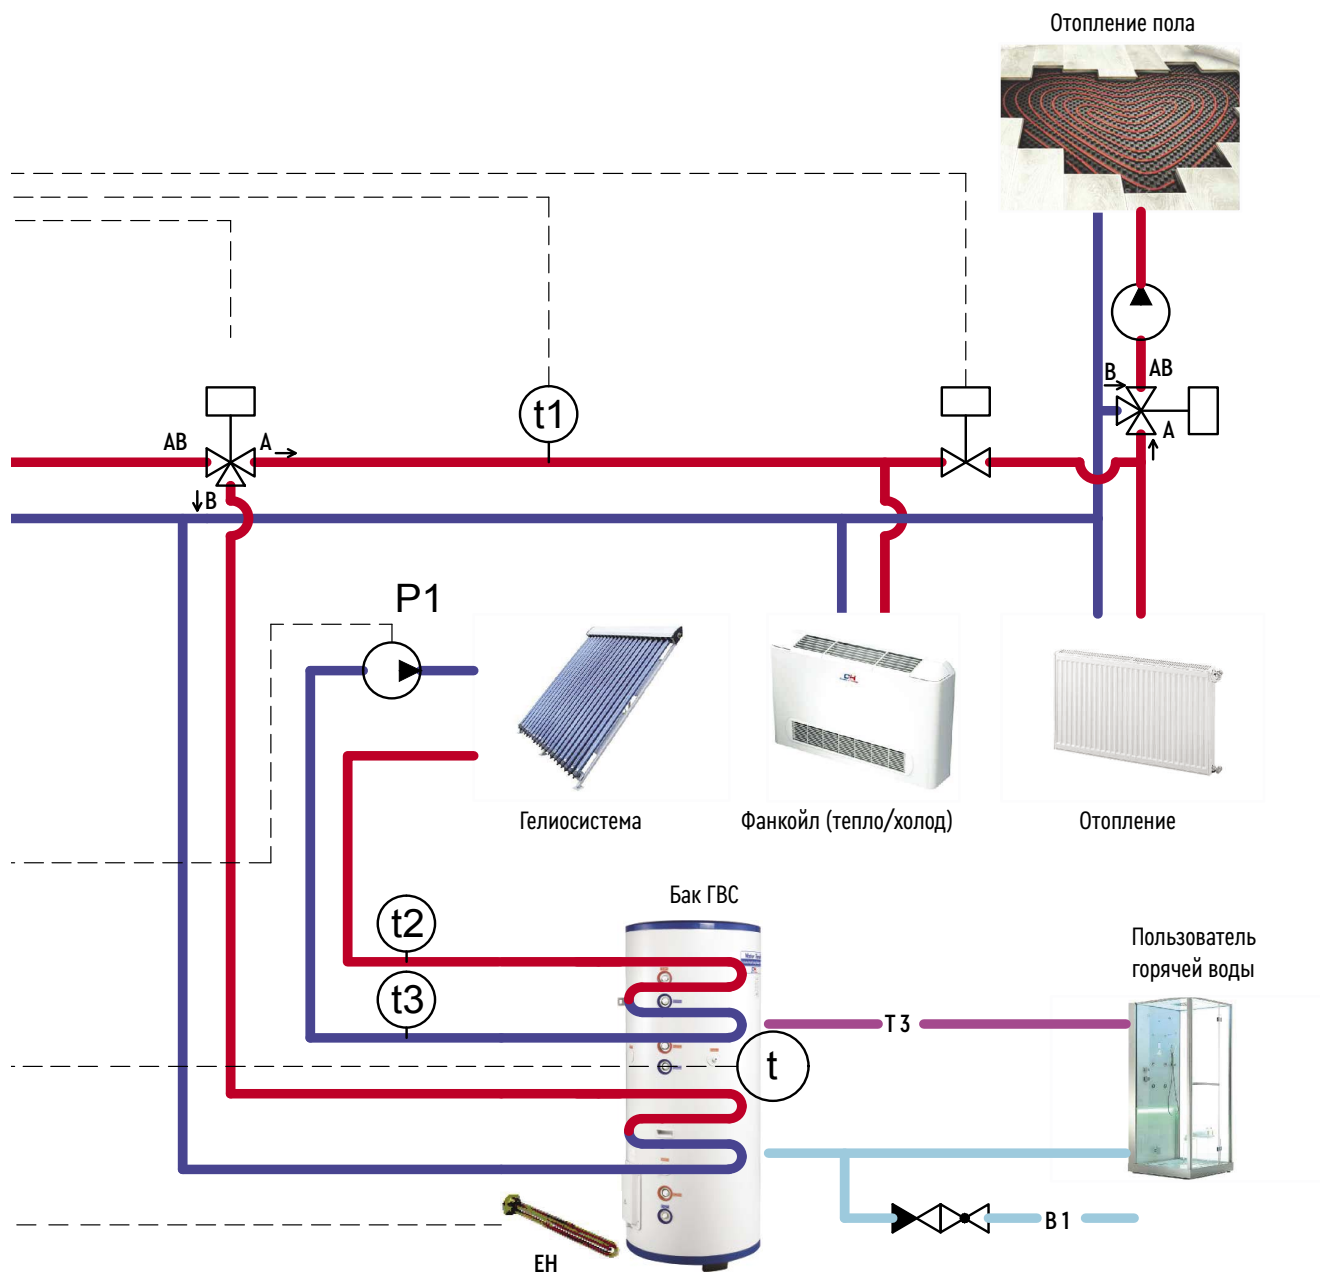 Отопление пола
t1
B
AB
A
AB
A
B
P1
CH
Гелиосистема
Фанкойл (тепло/холод)
Отопление
Бак ГВС
t2
t3
Пользователь
горячей воды
T 3
t
B 1
EH